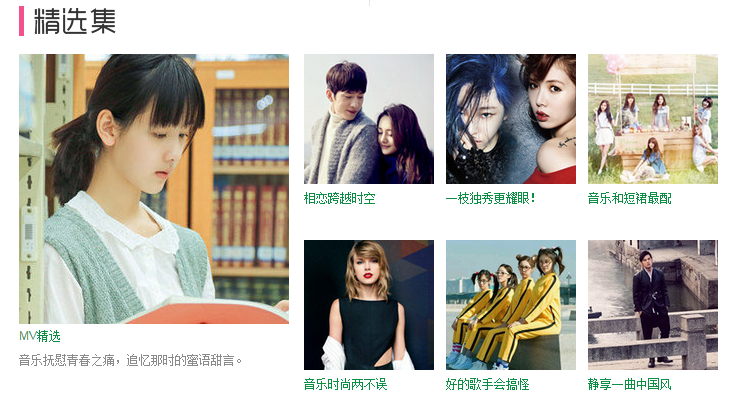 精选集
相恋跨越时空
一枝独秀更耀眼!
音乐和短裙最配
MV精选
音乐抚慰青春之痛，追忆那时的蜜语甜言。
音乐时尚两不误
好的歌手会搞怪
静享一曲中国风